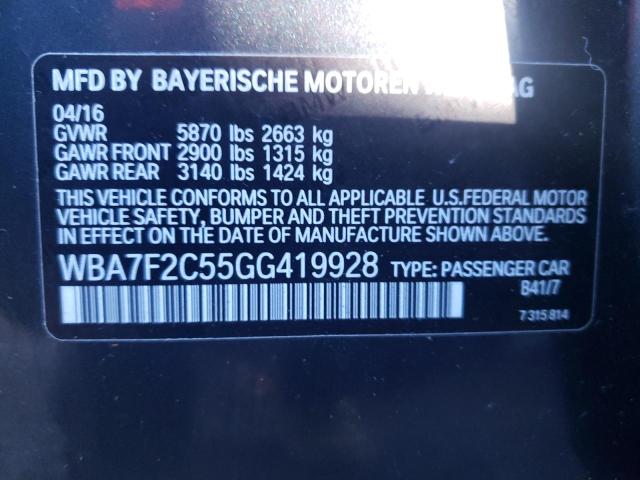 MFD BY BAYERISCHE MOTOREN AG
04/16
GVWR 5870 lbs 2663 kg
GAWR FRONT 2900 lbs 1315 kg
GAWR REAR 3140 lbs 1424 kg
THIS VEHICLE CONFORMS TO ALL APPLICABLE U.S.FEDERAL MOTOR
VEHICLE SAFETY, BUMPER AND THEFT PREVENTION STANDARDS
IN EFFECT ON THE DATE OF MANUFACTURE SHOWN ABOVE.
WBA7F2C55GG419928 TYPE: PASSENGER CAR
B41/7
7 315 814